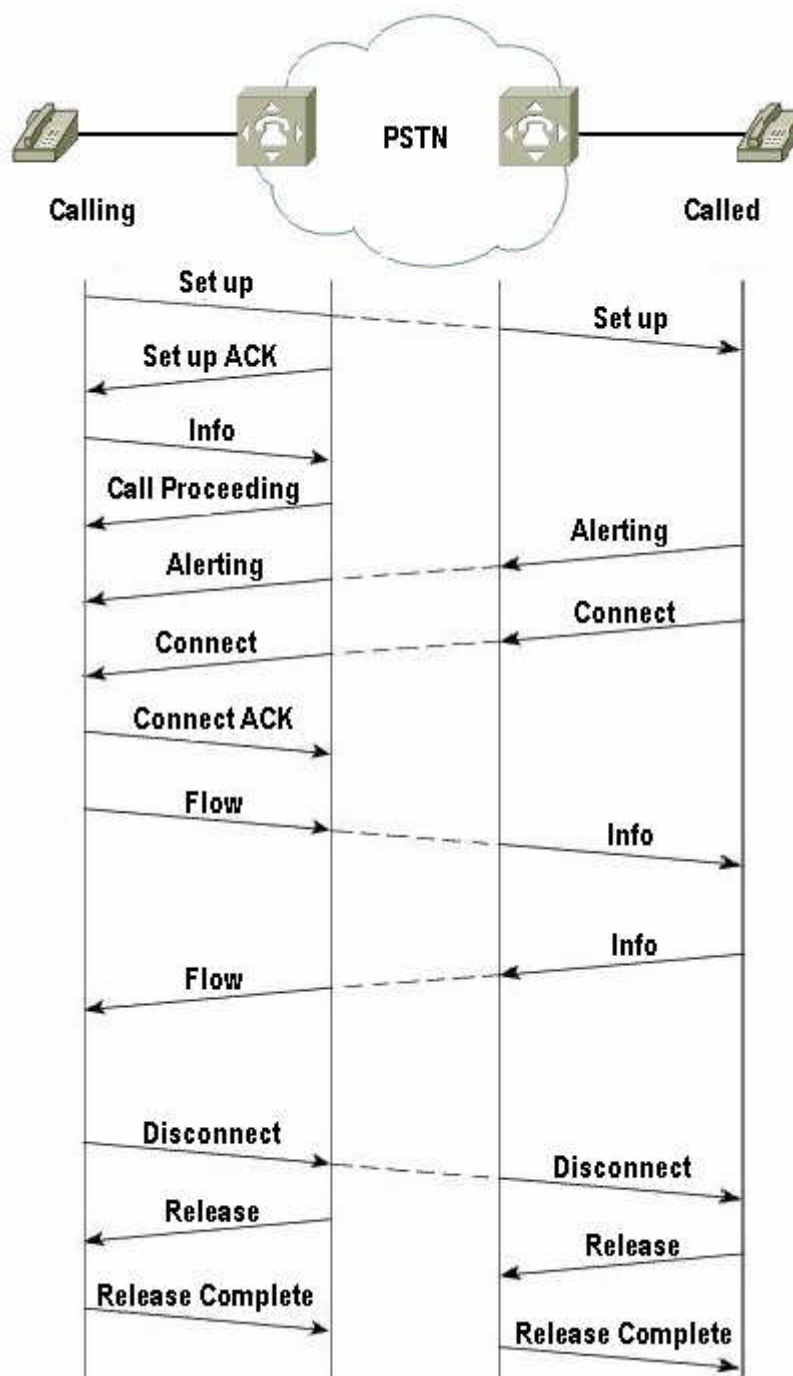 PSTN
Calling
Called
Set up
Set up
Set up ACK
Info
Call Proceeding
Alerting
Alerting
Connect
Connect
Connect ACK
Flow
Info
Info
Flow
Disconnect
Disconnect
Release
Release
Release Complete
Release Complete